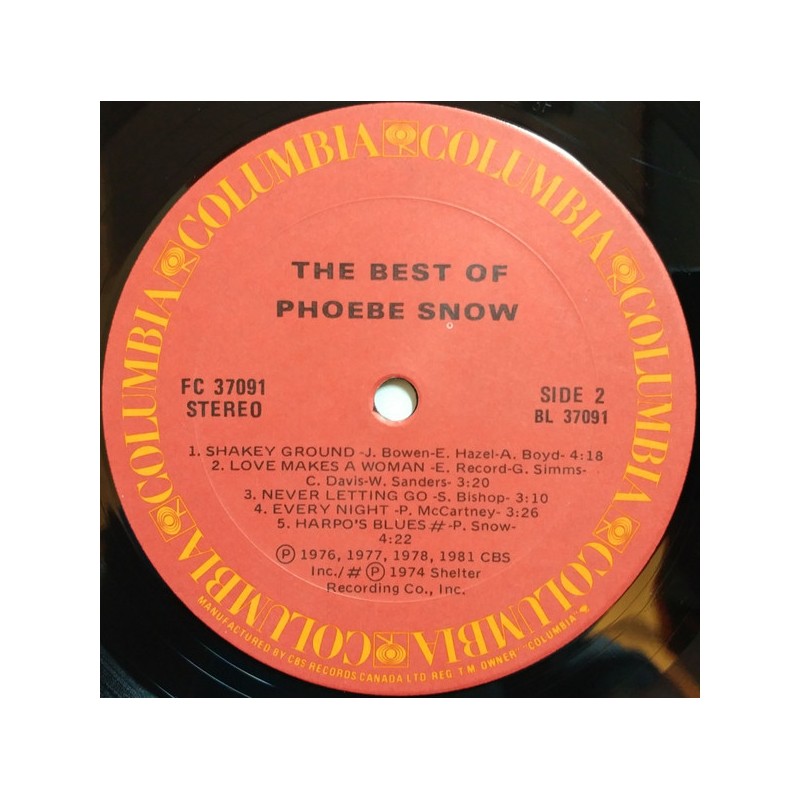 COLUMBIA COLUMBIA COLUMBIA COLUMBIA COLUMBIA COLUMBIA COLUMBIA COLUMBIA
THE BEST OF
PHOEBE SNOW
FC 37091
STEREO
SIDE 2
BL 37091
1. SHAKEY GROUND -J. Bowen-E. Hazel-A. Boyd- 4:18
2. LOVE MAKES A WOMAN -E. Record-G. Simms-
C. Davis-W. Sanders- 3:20
3. NEVER LETTING GO -S. Bishop- 3:10
4. EVERY NIGHT -P. McCartney- 3:26
5. HARPO'S BLUES # -P. Snow-
4:22
Ⓟ 1976, 1977, 1978, 1981 CBS
Inc./# Ⓟ 1974 Shelter
Recording Co., Inc.
MANUFACTURED BY CBS RECORDS CANADA LTD REG. T M OWNER "COLUMBIA"